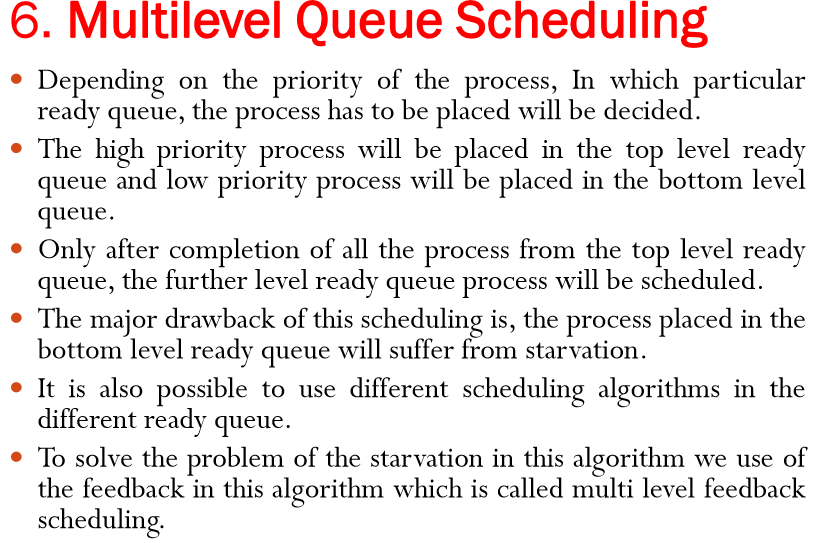 6. Multilevel Queue Scheduling
• Depending on the priority of the process, In which particular
ready queue, the process has to be placed will be decided.
• The high priority process will be placed in the top level ready
queue and low priority process will be placed in the bottom level
queue.
• Only after completion of all the process from the top level ready
queue, the further level ready queue process will be scheduled.
• The major drawback of this scheduling is, the process placed in the
bottom level ready queue will suffer from starvation.
• It is also possible to use different scheduling algorithms in the
different ready queue.
• To solve the problem of the starvation in this algorithm we use of
the feedback in this algorithm which is called multi level feedback
scheduling.